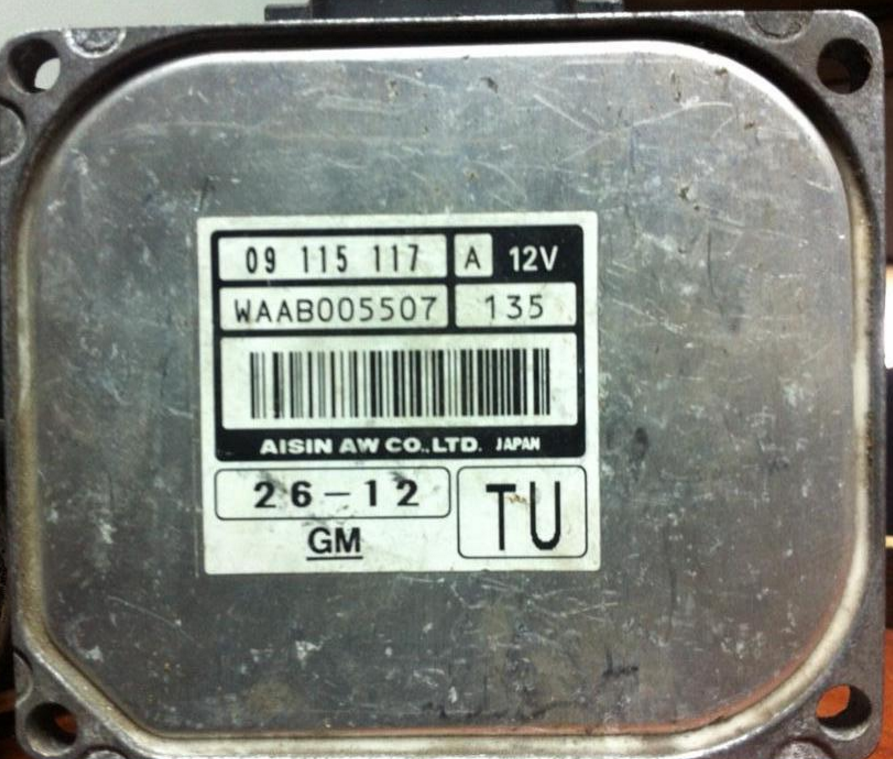 09 115 117 A 12V
WAAB005507 135
AISIN AW CO.,LTD. JAPAN
26-12 TU
GM